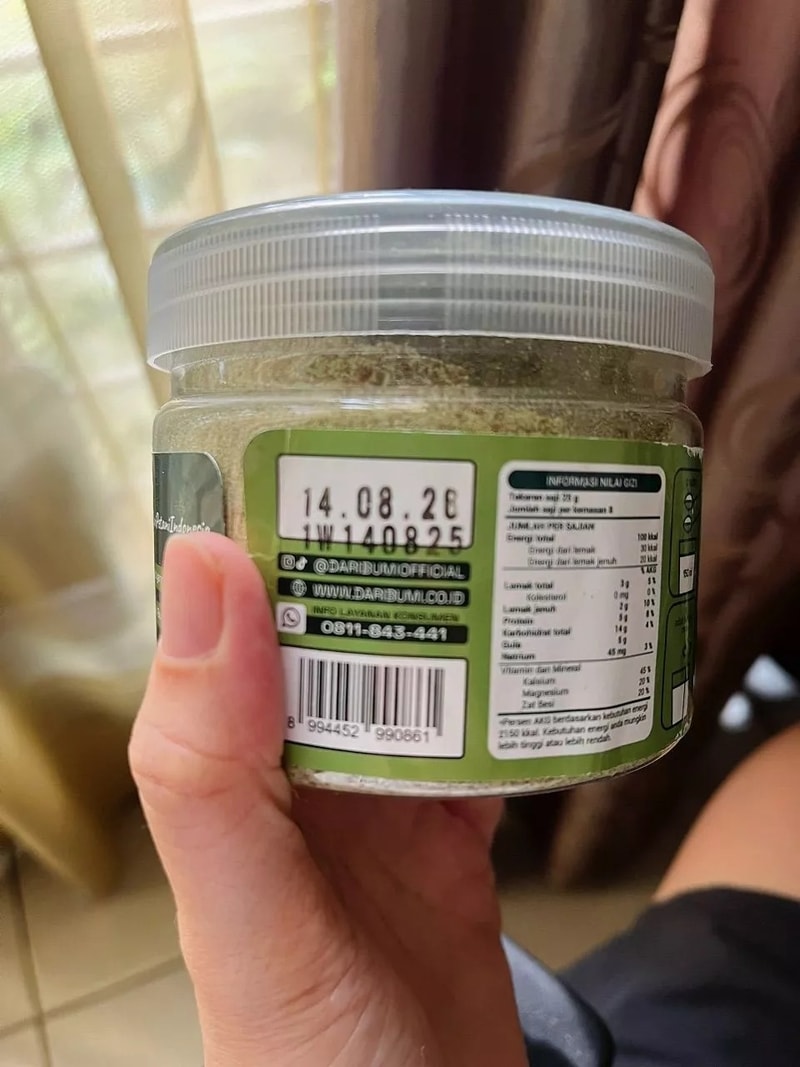 14.08.26
1W140825
@DARIBUMIOFFICIAL
WWW.DARIBUMI.CO.ID
INFO LAYANAN KONSUMEN
0811-843-441
8 994452 990861
INFORMASI NILAI GIZI
Takaran saji 25 g
Jumlah saji per kemasan
JUMLAH PER SAJIAN
Energi total 100 kkal
Energi dari lemak 30 kkal
Energi dari lemak jenuh 20 kkal
% AKG
Lemak total 3 g 5 %
Kolesterol 0 mg 0 %
Lemak jenuh 2 g 10 %
Protein
Karbohidrat total 14 g 4 %
Gula
Natrium 45 mg 3 %
Vitamin dan Mineral
Kalsium 45 %
Magnesium 20 %
Zat Besi 20 %
*Persen AKG berdasarkan kebutuhan energi
2150 kkal. Kebutuhan energi anda mungkin
lebih tinggi atau lebih rendah.